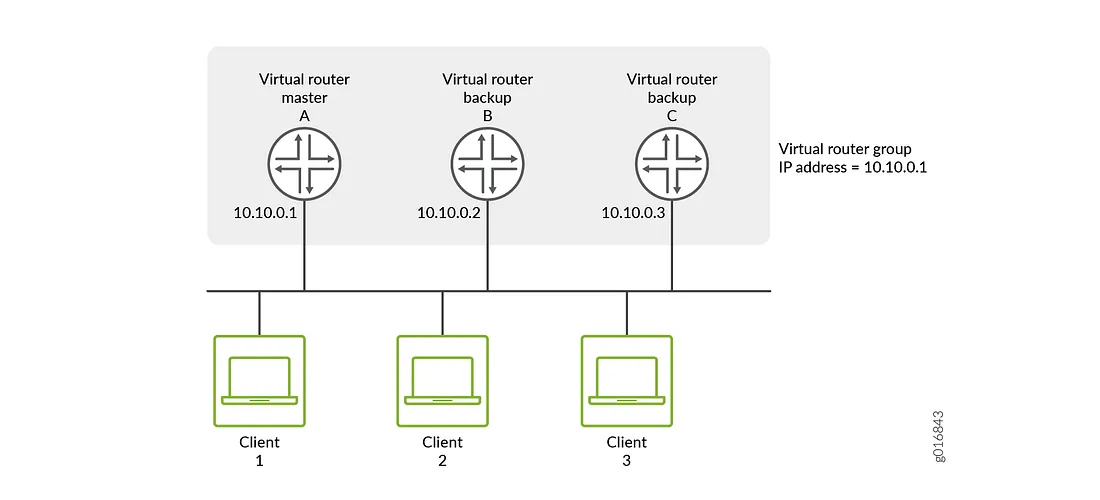 Virtual router
master
A
Virtual router
backup
B
Virtual router
backup
C
Virtual router group
IP address = 10.10.0.1
10.10.0.1
10.10.0.2
10.10.0.3
Client
1
Client
2
Client
3
g016843